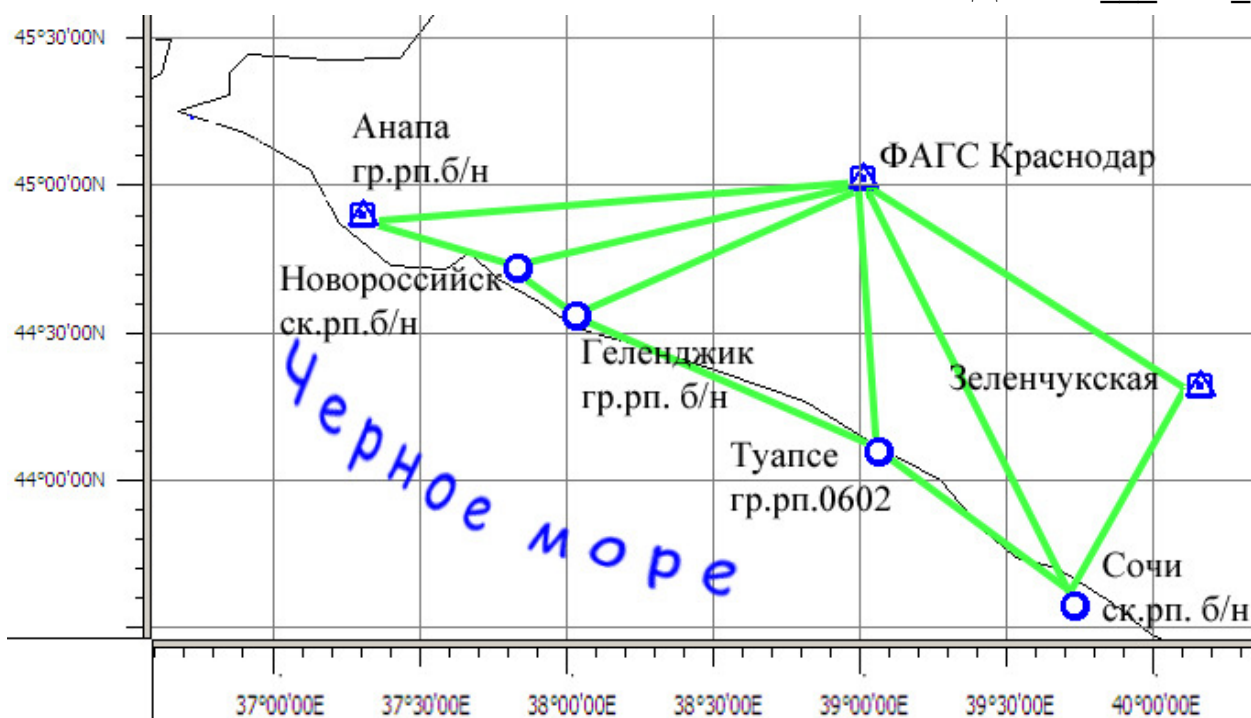 45°30'00N
Анапа
гр.рп.б/н
ФАГС Краснодар
45°00'00N
Новороссийск
ск.рп.б/н
44°30'00N
Геленджик
гр.рп. б/н
Зеленчукская
Черное море
Туапсе
гр.рп.0602
44°00'00N
Сочи
ск.рп. б/н
37°00'00E
37°30'00E
38°00'00E
38°30'00E
39°00'00E
39°30'00E
40°00'00E